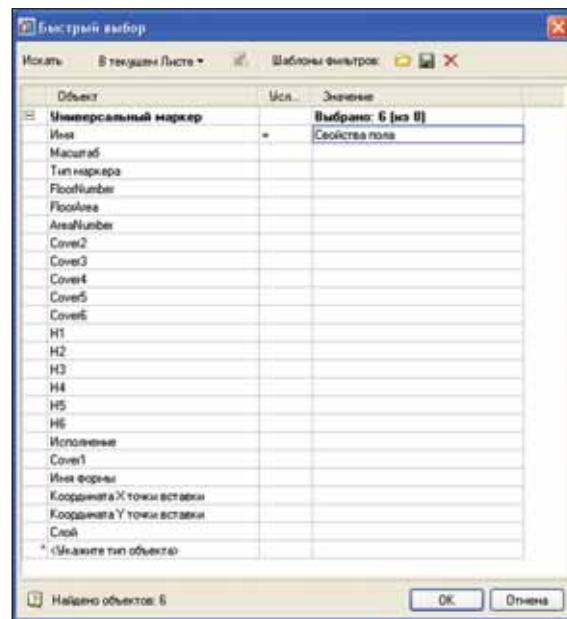 Быстрый выбор
Искать В текущем Листе Шаблоны фильтров:
Объект Усл... Значение
Универсальный маркер Выбрано: 6 (из 8)
Имя = Свойства пола
Масштаб
Тип маркера
FloorNumber
FloorArea
AreaNumber
Cover2
Cover3
Cover4
Cover5
Cover6
H1
H2
H3
H4
H5
H6
Исполнение
Cover1
Имя формы
Координата X точки вставки
Координата Y точки вставки
Слой
* <Укажите тип объекта>
Найдено объектов: 6 OK Отмена